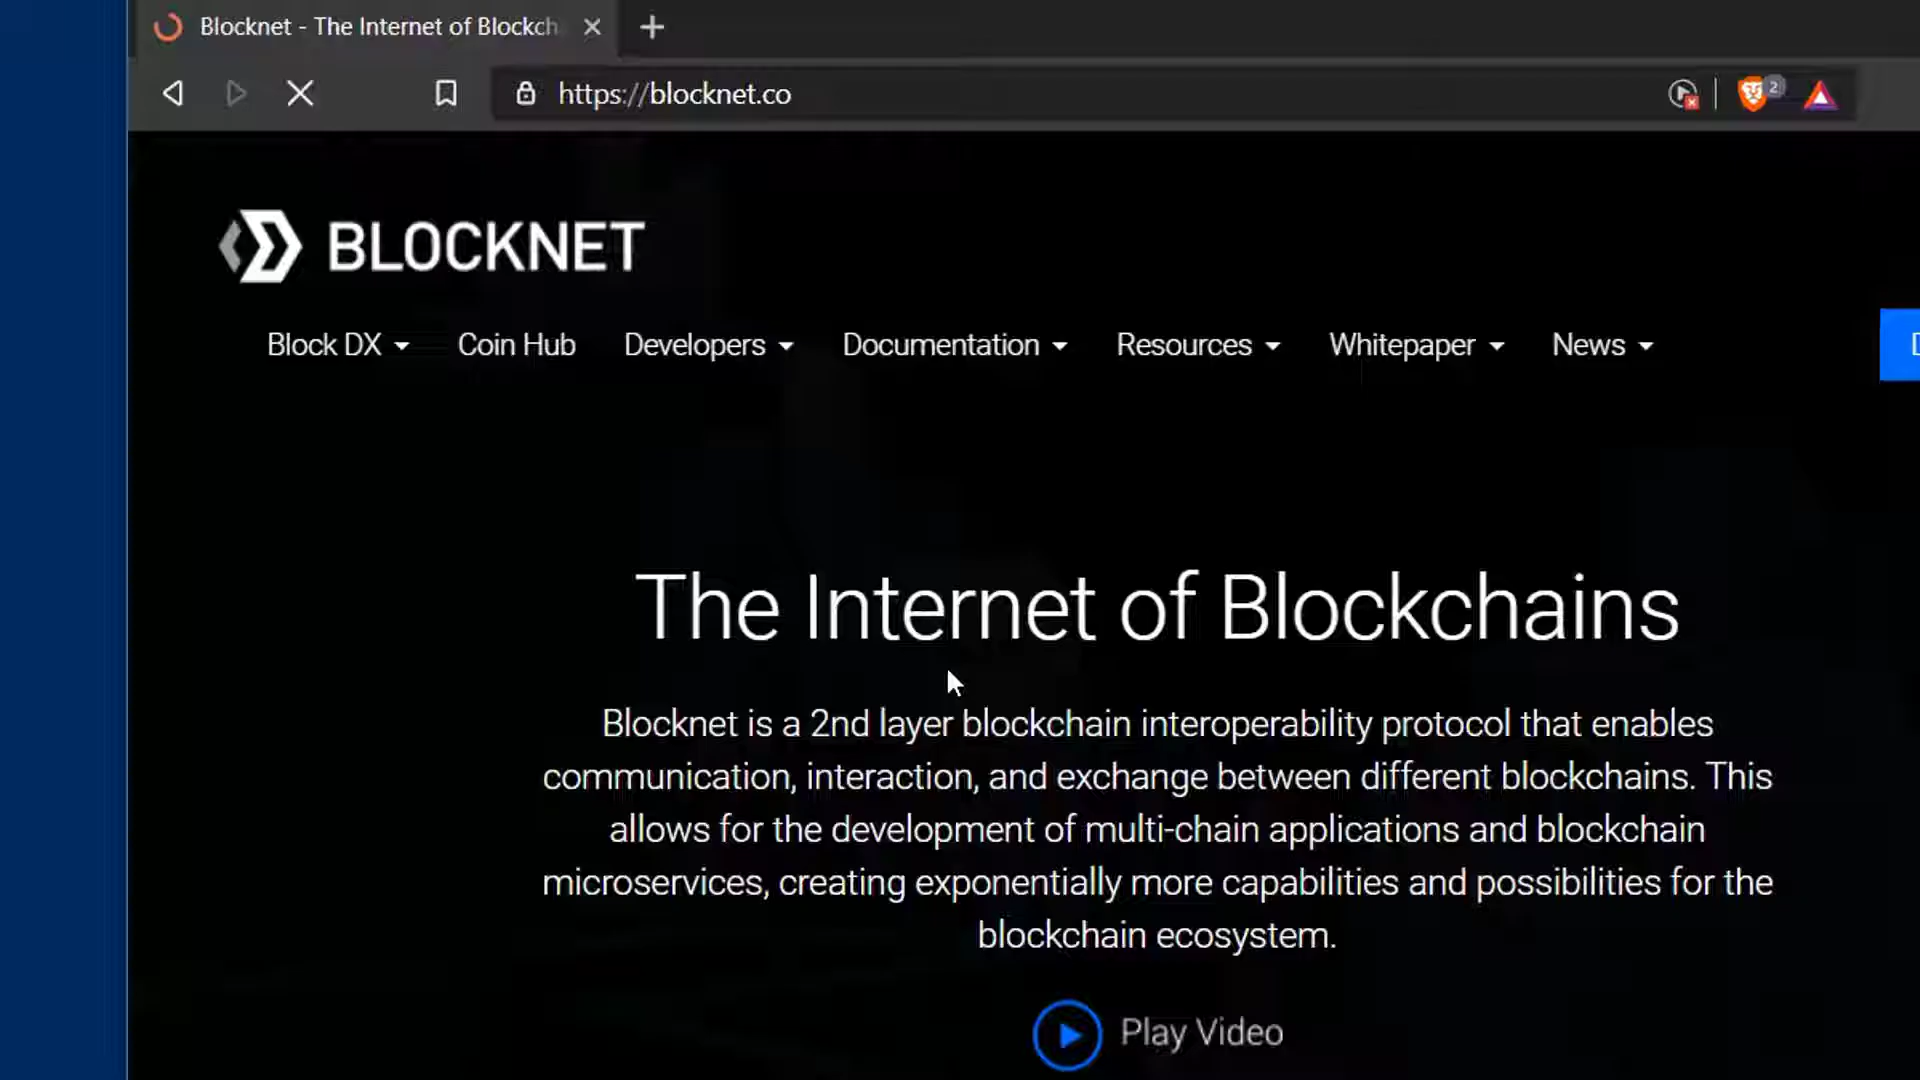 Blocknet - The Internet of Blockch
https://blocknet.co
2
BLOCKNET
Block DX
Coin Hub
Developers
Documentation
Resources
Whitepaper
News
The Internet of Blockchains
Blocknet is a 2nd layer blockchain interoperability protocol that enables
communication, interaction, and exchange between different blockchains. This
allows for the development of multi-chain applications and blockchain
microservices, creating exponentially more capabilities and possibilities for the
blockchain ecosystem.
Play Video